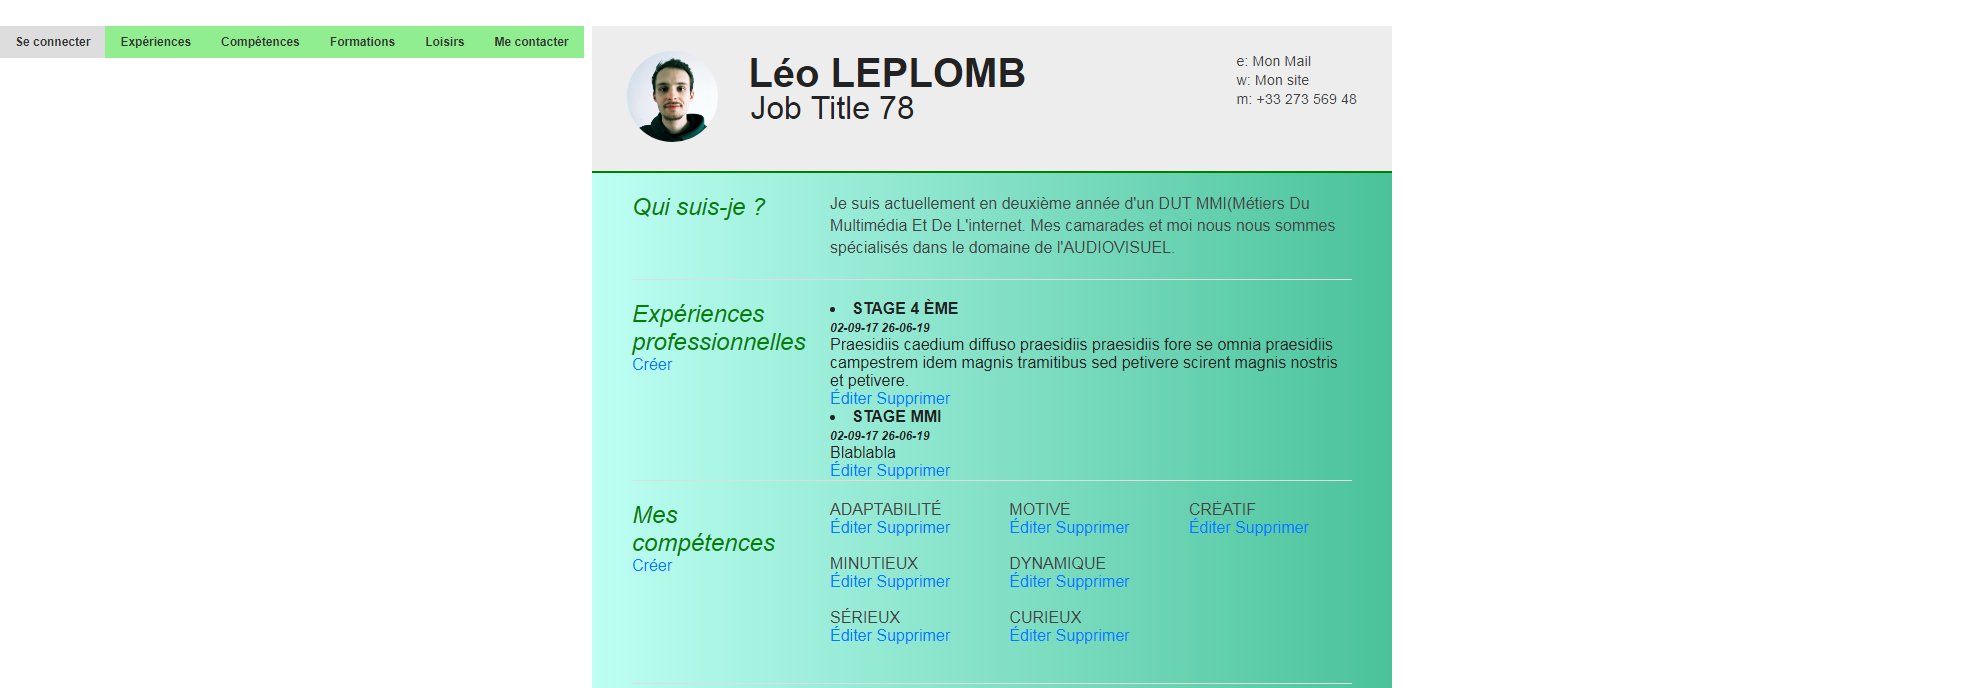 Se connecter Expériences Compétences Formations Loisirs Me contacter
Léo LEPLOMB
Job Title 78
e: Mon Mail
w: Mon site
m: +33 273 569 48
Qui suis-je ?
Je suis actuellement en deuxième année d'un DUT MMI(Métiers Du
Multimédia Et De L'internet. Mes camarades et moi nous nous sommes
spécialisés dans le domaine de l'AUDIOVISUEL.
Expériences
professionnelles
Créer
• STAGE 4 ÈME
02-09-17 26-06-19
Praesidiis caedium diffuso praesidiis praesidiis fore se omnia praesidiis
campestrem idem magnis tramitibus sed petivere scirent magnis nostris
et petivere.
Éditer Supprimer
• STAGE MMI
02-09-17 26-06-19
Blablabla
Éditer Supprimer
Mes
compétences
Créer
ADAPTABILITÉ MOTIVÉ CRÉATIF
Éditer Supprimer Éditer Supprimer Éditer Supprimer
MINUTIEUX DYNAMIQUE
Éditer Supprimer Éditer Supprimer
SÉRIEUX CURIEUX
Éditer Supprimer Éditer Supprimer